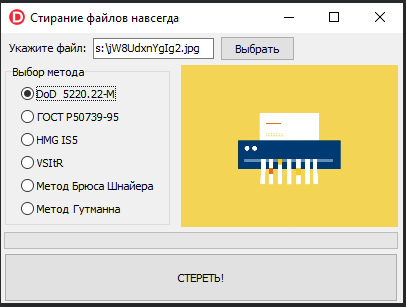 Стирание файлов навсегда
Укажите файл: s:\jW8UdxnYgIg2.jpg Выбрать
Выбор метода
DoD 5220.22-M
ГОСТ Р50739-95
HMG IS5
VSItR
Метод Брюса Шнайера
Метод Гутманна
СТЕРЕТЬ!